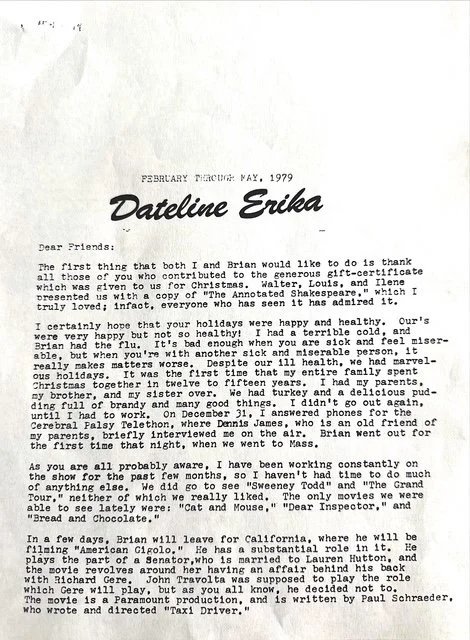 FEBRUARY THROUGH MAY, 1979
Dateline Erika
Dear Friends:
The first thing that both I and Brian would like to do is thank
all those of you who contributed to the generous gift-certificate
which was given to us for Christmas. Walter, Louis, and Ilene
presented us with a copy of "The Annotated Shakespeare," which I
truly loved; infact, everyone who has seen it has admired it.
I certainly hope that your holidays were happy and healthy. Our's
were very happy but not so healthy! I had a terrible cold, and
Brian had the flu. It's bad enough when you are sick and feel miser-
able, but when you're with another sick and miserable person, it
really makes matters worse. Despite our ill health, we had marvel-
ous holidays. It was the first time that my entire family spent
Christmas together in twelve to fifteen years. I had my parents,
my brother, and my sister over. We had turkey and a delicious pud-
ding full of brandy and many good things. I didn't go out again,
until I had to work. On December 31, I answered phones for the
Cerebral Palsy Telethon, where Dennis James, who is an old friend of
my parents, briefly interviewed me on the air. Brian went out for
the first time that night, when we went to Mass.
As you are all probably aware, I have been working constantly on
the show for the past few months, so I haven't had time to do much
of anything else. We did go to see "Sweeney Todd" and "The Grand
Tour," neither of which we really liked. The only movies we were
able to see lately were: "Cat and Mouse," "Dear Inspector," and
"Bread and Chocolate."
In a few days, Brian will leave for California, where he will be
filming "American Gigolo." He has a substantial role in it. He
plays the part of a Senator,who is married to Lauren Hutton, and
the movie revolves around her having an affair behind his back
with Richard Gere. John Travolta was supposed to play the role
which Gere will play, but as you all know, he decided not to.
The movie is a Paramount production, and is written by Paul Schraeder,
who wrote and directed "Taxi Driver."